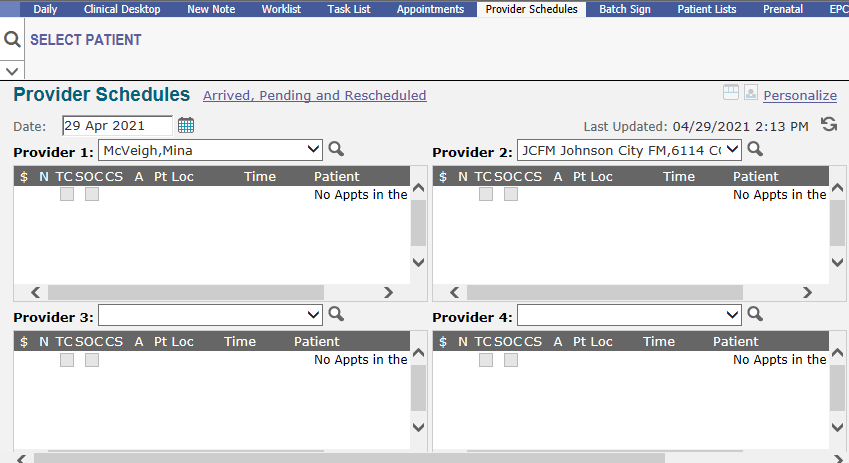 Daily Clinical Desktop New Note Worklist Task List Appointments Provider Schedules Batch Sign Patient Lists Prenatal EPC
SELECT PATIENT
Provider Schedules Arrived, Pending and Rescheduled Personalize
Date: 29 Apr 2021 Last Updated: 04/29/2021 2:13 PM
Provider 1: McVeigh,Mina
$ N TC SOC CS A Pt Loc Time Patient
No Appts in the
Provider 2: JCFM Johnson City FM,6114 CC
$ N TC SOC CS A Pt Loc Time Patient
No Appts in the
Provider 3:
$ N TC SOC CS A Pt Loc Time Patient
No Appts in the
Provider 4:
$ N TC SOC CS A Pt Loc Time Patient
No Appts in the